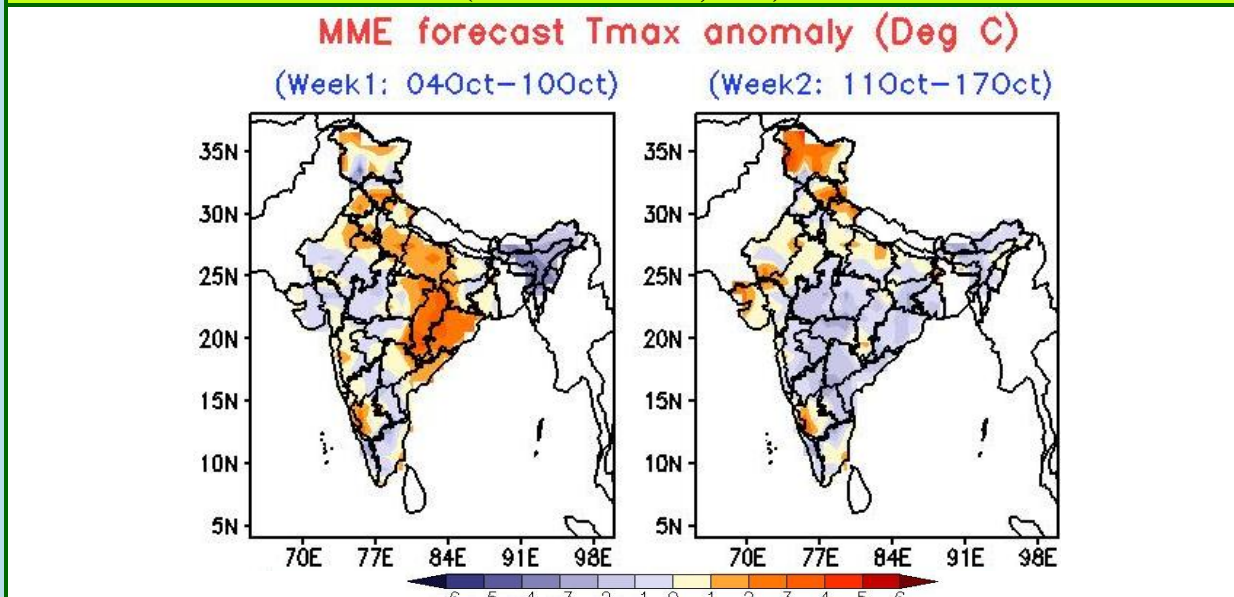 MME forecast Tmax anomaly (Deg C)
(Week1: 04Oct-10Oct) (Week2: 11Oct-17Oct)
35N 35N
30N 30N
25N 25N
20N 20N
15N 15N
10N 10N
5N 5N
70E 77E 84E 91E 98E 70E 77E 84E 91E 98E